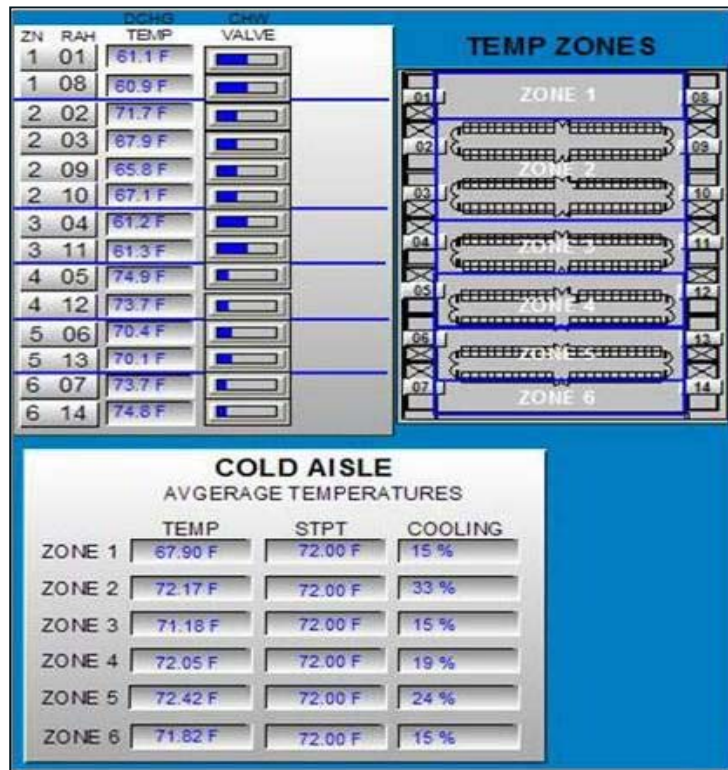 DCHG CHW
ZN RAH TEMP VALVE
1 01 61.1 F
1 08 60.9 F
2 02 71.7 F
2 03 67.9 F
2 09 65.8 F
2 10 67.1 F
3 04 61.2 F
3 11 61.3 F
4 05 74.9 F
4 12 73.7 F
5 06 70.4 F
5 13 70.1 F
6 07 73.7 F
6 14 74.8 F
TEMP ZONES
01 ZONE 1 08
02 09
ZONE 2
03 10
04 ZONE 3 11
05 12
ZONE 4
06 13
ZONE 5
07 14
ZONE 6
COLD AISLE
AVGERAGE TEMPERATURES
TEMP STPT COOLING
ZONE 1 67.90 F 72.00 F 15 %
ZONE 2 72.17 F 72.00 F 33 %
ZONE 3 71.18 F 72.00 F 15 %
ZONE 4 72.05 F 72.00 F 19 %
ZONE 5 72.42 F 72.00 F 24 %
ZONE 6 71.82 F 72.00 F 15 %